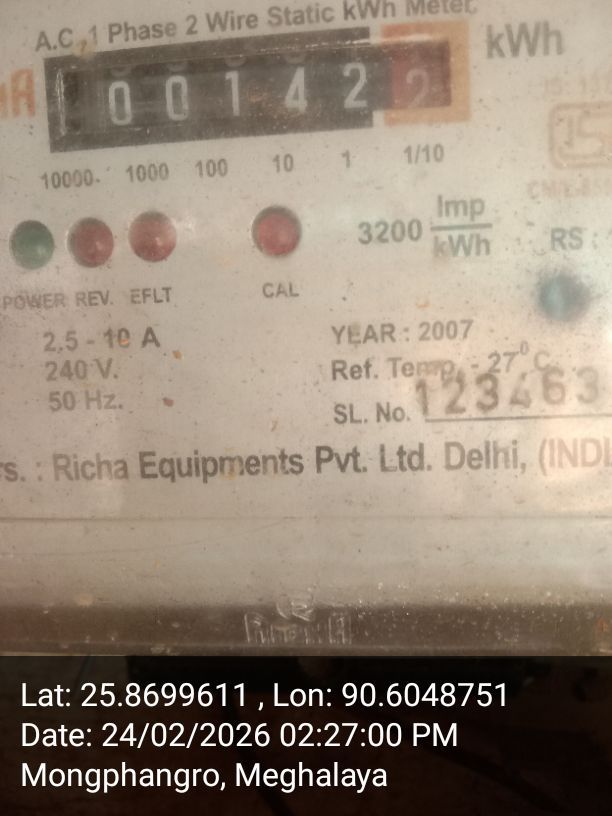 A.C. 1 Phase 2 Wire Static kWh Meter
kWh
0 0 1 4 2 2
10000 1000 100 10 1 1/10
3200 Imp/kWh
RS :
POWER REV. EFLT CAL
2.5 - 10 A
240 V.
50 Hz.
YEAR : 2007
Ref. Temp. - 27°C
SL. No. 123463
rs. : Richa Equipments Pvt. Ltd. Delhi, (INDI
Lat: 25.8699611 , Lon: 90.6048751
Date: 24/02/2026 02:27:00 PM
Mongphangro, Meghalaya